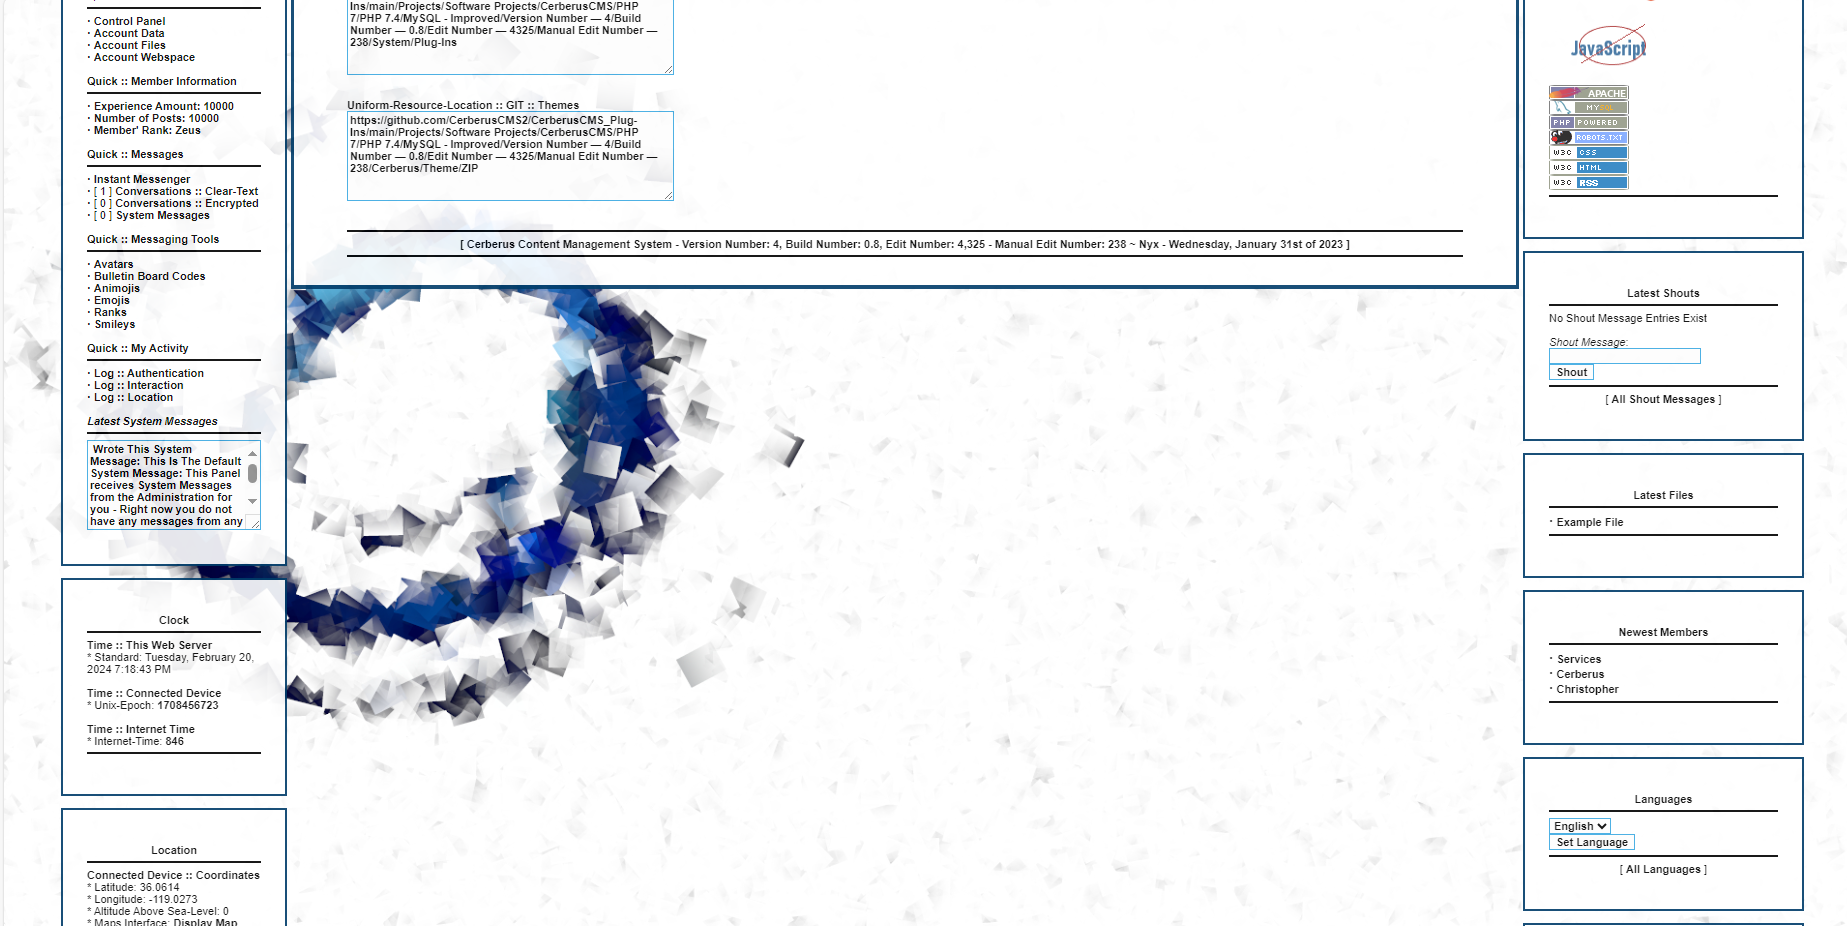 · Control Panel
· Account Data
· Account Files
· Account Webspace
Quick :: Member Information
· Experience Amount: 10000
· Number of Posts: 10000
· Member' Rank: Zeus
Quick :: Messages
· Instant Messenger
· [ 1 ] Conversations :: Clear-Text
· [ 0 ] Conversations :: Encrypted
· [ 0 ] System Messages
Quick :: Messaging Tools
· Avatars
· Bulletin Board Codes
· Animojis
· Emojis
· Ranks
· Smileys
Quick :: My Activity
· Log :: Authentication
· Log :: Interaction
· Log :: Location
Latest System Messages
Wrote This System
Message: This Is The Default
System Message: This Panel
receives System Messages
from the Administration for
you - Right now you do not
have any messages from any
Clock
Time :: This Web Server
* Standard: Tuesday, February 20,
2024 7:18:43 PM
Time :: Connected Device
* Unix-Epoch: 1708456723
Time :: Internet Time
* Internet-Time: 846
Location
Connected Device :: Coordinates
* Latitude: 36.0614
* Longitude: -119.0273
* Altitude Above Sea-Level: 0
* Maps Interface: Display Map
Ins/main/Projects/Software Projects/CerberusCMS/PHP
7/PHP 7.4/MySQL - Improved/Version Number — 4/Build
Number — 0.8/Edit Number — 4325/Manual Edit Number —
238/System/Plug-Ins
Uniform-Resource-Location :: GIT :: Themes
https://github.com/CerberusCMS2/CerberusCMS_Plug-
Ins/main/Projects/Software Projects/CerberusCMS/PHP
7/PHP 7.4/MySQL - Improved/Version Number — 4/Build
Number — 0.8/Edit Number — 4325/Manual Edit Number —
238/Cerberus/Theme/ZIP
[ Cerberus Content Management System - Version Number: 4, Build Number: 0.8, Edit Number: 4,325 - Manual Edit Number: 238 ~ Nyx - Wednesday, January 31st of 2023 ]
JavaScript
APACHE
MYSQL
PHP POWERED
ROBOTS.TXT
W3C CSS
W3C HTML
W3C RSS
Latest Shouts
No Shout Message Entries Exist
Shout Message:
Shout
[ All Shout Messages ]
Latest Files
· Example File
Newest Members
· Services
· Cerberus
· Christopher
Languages
English
Set Language
[ All Languages ]